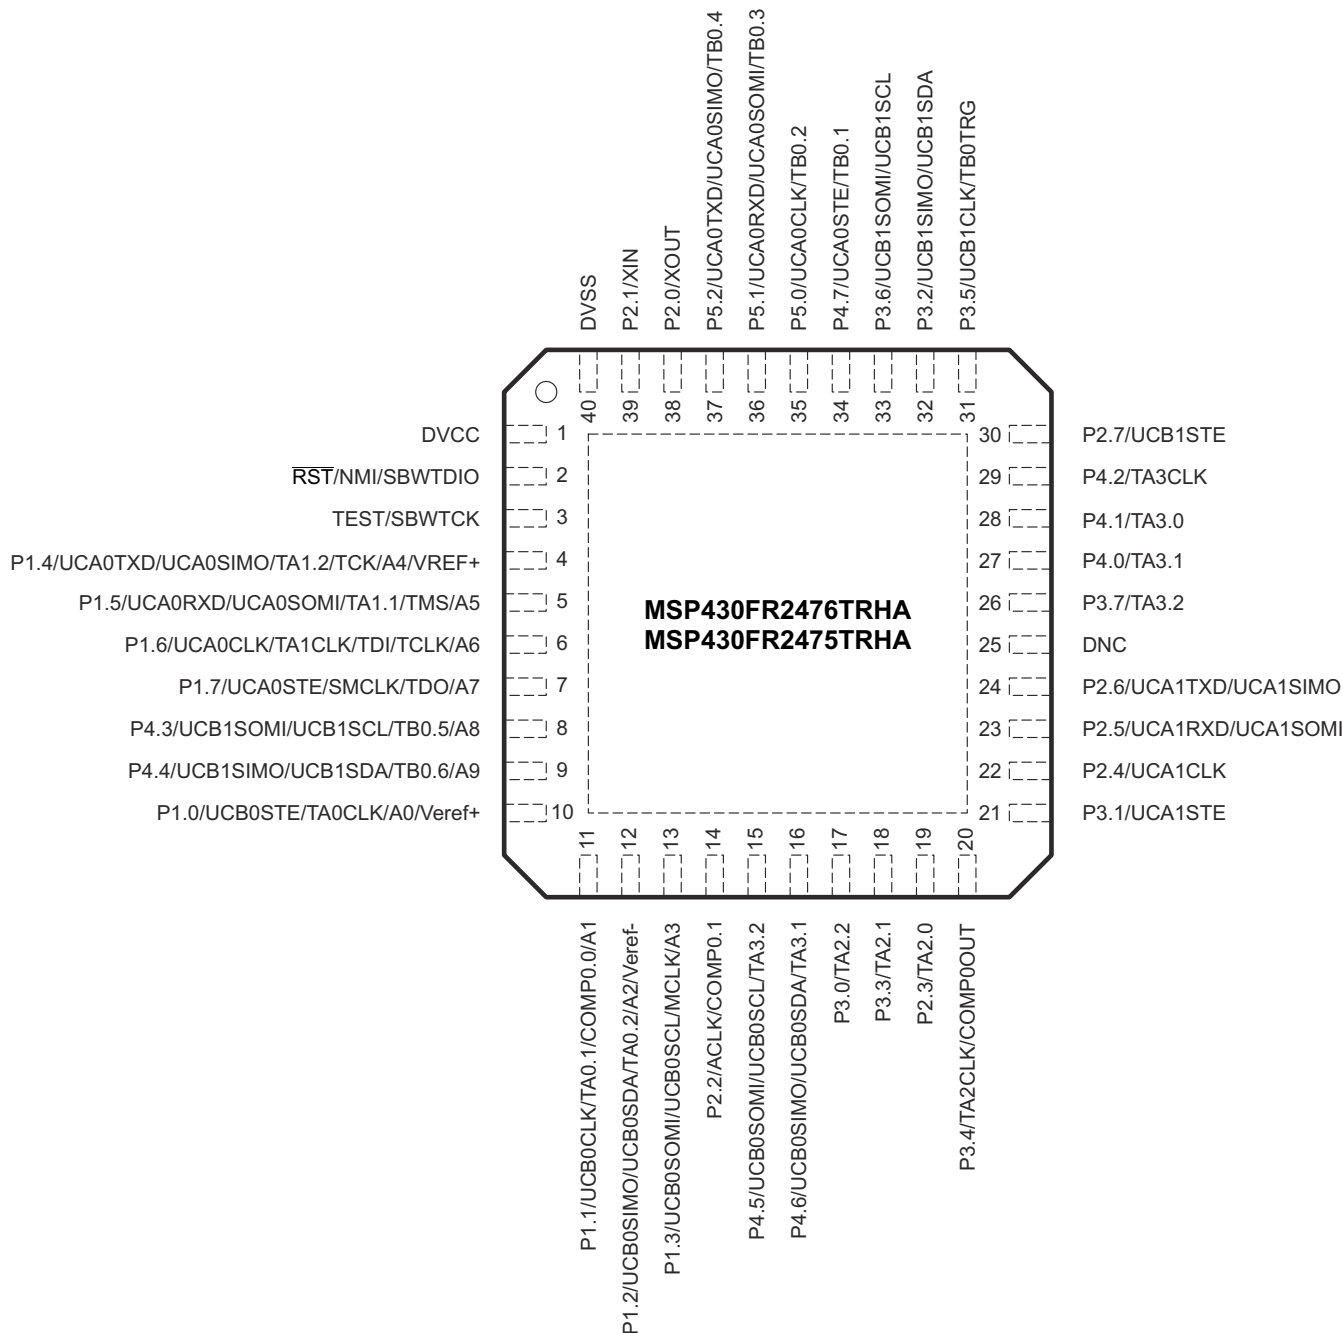 P5.2/UCA0TXD/UCA0SIMO/TB0.4
P5.1/UCA0RXD/UCA0SOMI/TB0.3
P5.0/UCA0CLK/TB0.2
P4.7/UCA0STE/TB0.1
P3.6/UCB1SOMI/UCB1SCL
P3.2/UCB1SIMO/UCB1SDA
P3.5/UCB1CLK/TB0TRG
DVSS
P2.1/XIN
P2.0/XOUT
40
39
38
37
36
35
34
33
32
31
DVCC
1
RST/NMI/SBWTDIO
2
TEST/SBWTCK
3
P1.4/UCA0TXD/UCA0SIMO/TA1.2/TCK/A4/VREF+
4
P1.5/UCA0RXD/UCA0SOMI/TA1.1/TMS/A5
5
P1.6/UCA0CLK/TA1CLK/TDI/TCLK/A6
6
P1.7/UCA0STE/SMCLK/TDO/A7
7
P4.3/UCB1SOMI/UCB1SCL/TB0.5/A8
8
P4.4/UCB1SIMO/UCB1SDA/TB0.6/A9
9
P1.0/UCB0STE/TA0CLK/A0/Veref+
10
MSP430FR2476TRHA
MSP430FR2475TRHA
30
P2.7/UCB1STE
29
P4.2/TA3CLK
28
P4.1/TA3.0
27
P4.0/TA3.1
26
P3.7/TA3.2
25
DNC
24
P2.6/UCA1TXD/UCA1SIMO
23
P2.5/UCA1RXD/UCA1SOMI
22
P2.4/UCA1CLK
21
P3.1/UCA1STE
11
12
13
14
15
16
17
18
19
20
P1.1/UCB0CLK/TA0.1/COMP0.0/A1
P1.2/UCB0SIMO/UCB0SDA/TA0.2/A2/Veref-
P1.3/UCB0SOMI/UCB0SCL/MCLK/A3
P2.2/ACLK/COMP0.1
P4.5/UCB0SOMI/UCB0SCL/TA3.2
P4.6/UCB0SIMO/UCB0SDA/TA3.1
P3.0/TA2.2
P3.3/TA2.1
P2.3/TA2.0
P3.4/TA2CLK/COMP0OUT